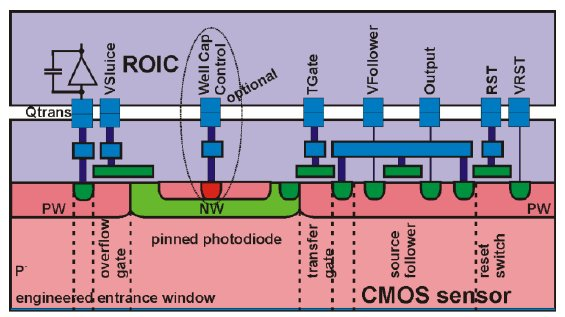 ROIC
VSluice
Well Cap
Control
optional
TGate
VFollower
Output
RST
VRST
Qtrans
PW
NW
PW
overflow
gate
pinned photodiode
transfer
gate
source
follower
reset
switch
P-
engineered entrance window
CMOS sensor